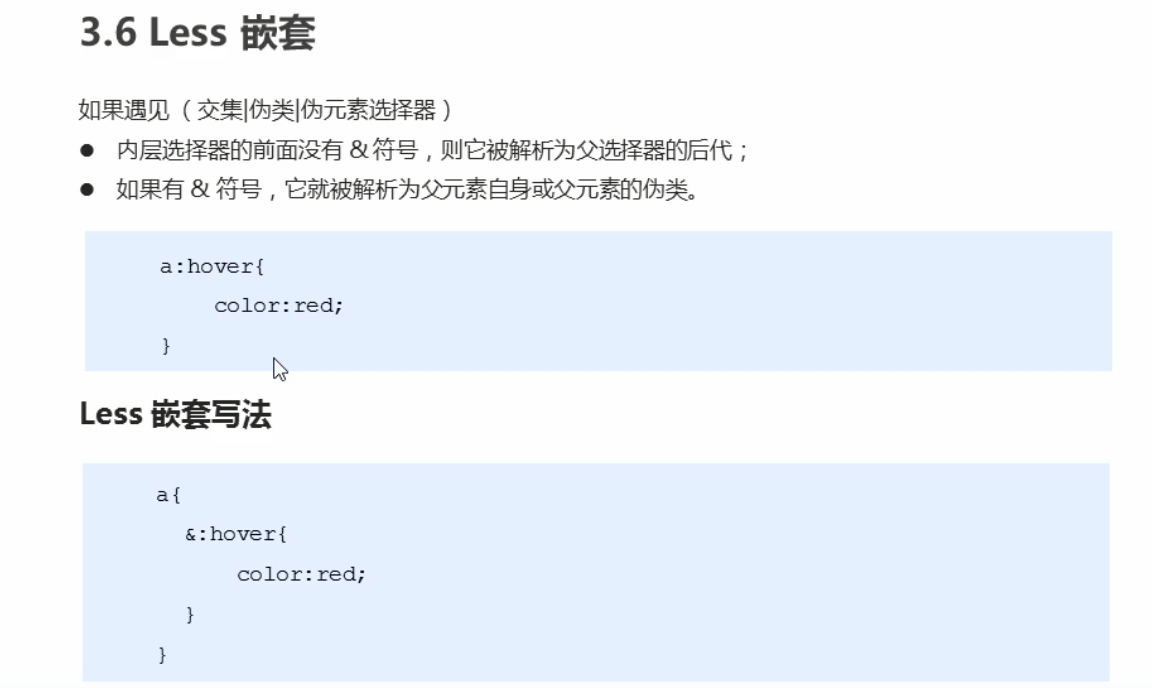 3.6 Less 嵌套
如果遇见（交集|伪类|伪元素选择器）
● 内层选择器的前面没有 & 符号，则它被解析为父选择器的后代；
● 如果有 & 符号，它就被解析为父元素自身或父元素的伪类。
a:hover{
color:red;
}
Less 嵌套写法
a{
&:hover{
color:red;
}
}